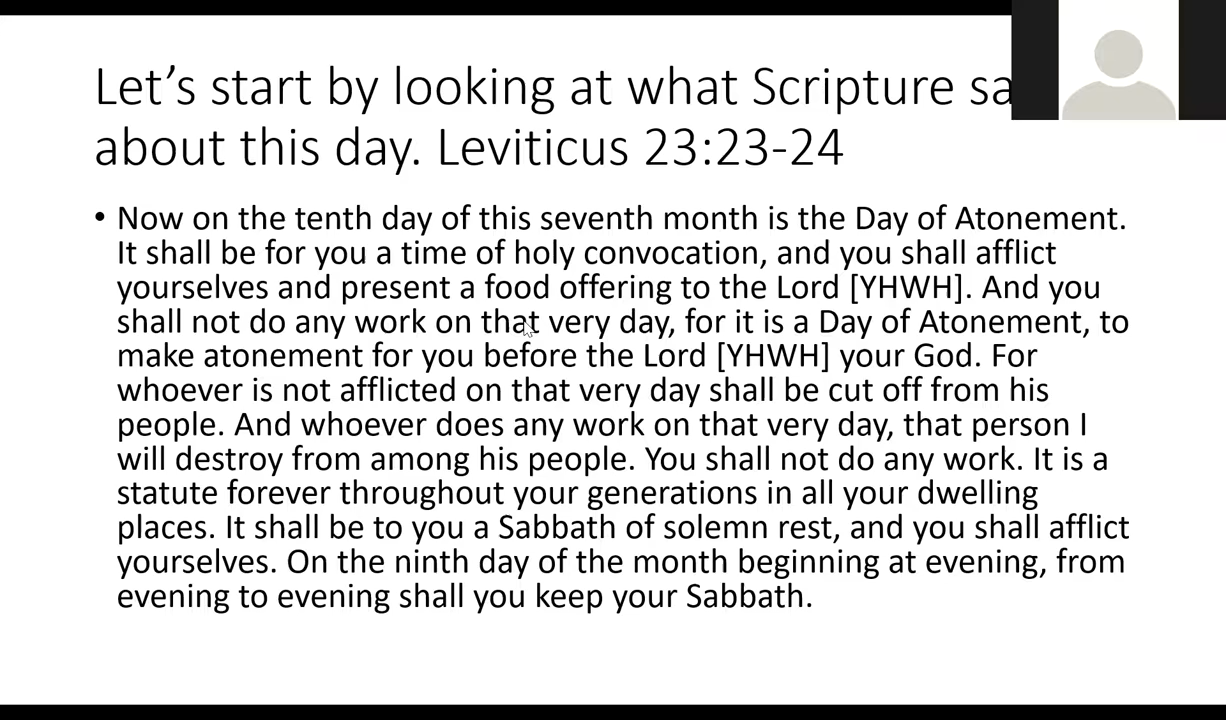 Let’s start by looking at what Scripture
about this day. Leviticus 23:23-24
• Now on the tenth day of this seventh month is the Day of Atonement.
It shall be for you a time of holy convocation, and you shall afflict
yourselves and present a food offering to the Lord [YHWH]. And you
shall not do any work on that very day, for it is a Day of Atonement, to
make atonement for you before the Lord [YHWH] your God. For
whoever is not afflicted on that very day shall be cut off from his
people. And whoever does any work on that very day, that person I
will destroy from among his people. You shall not do any work. It is a
statute forever throughout your generations in all your dwelling
places. It shall be to you a Sabbath of solemn rest, and you shall afflict
yourselves. On the ninth day of the month beginning at evening, from
evening to evening shall you keep your Sabbath.